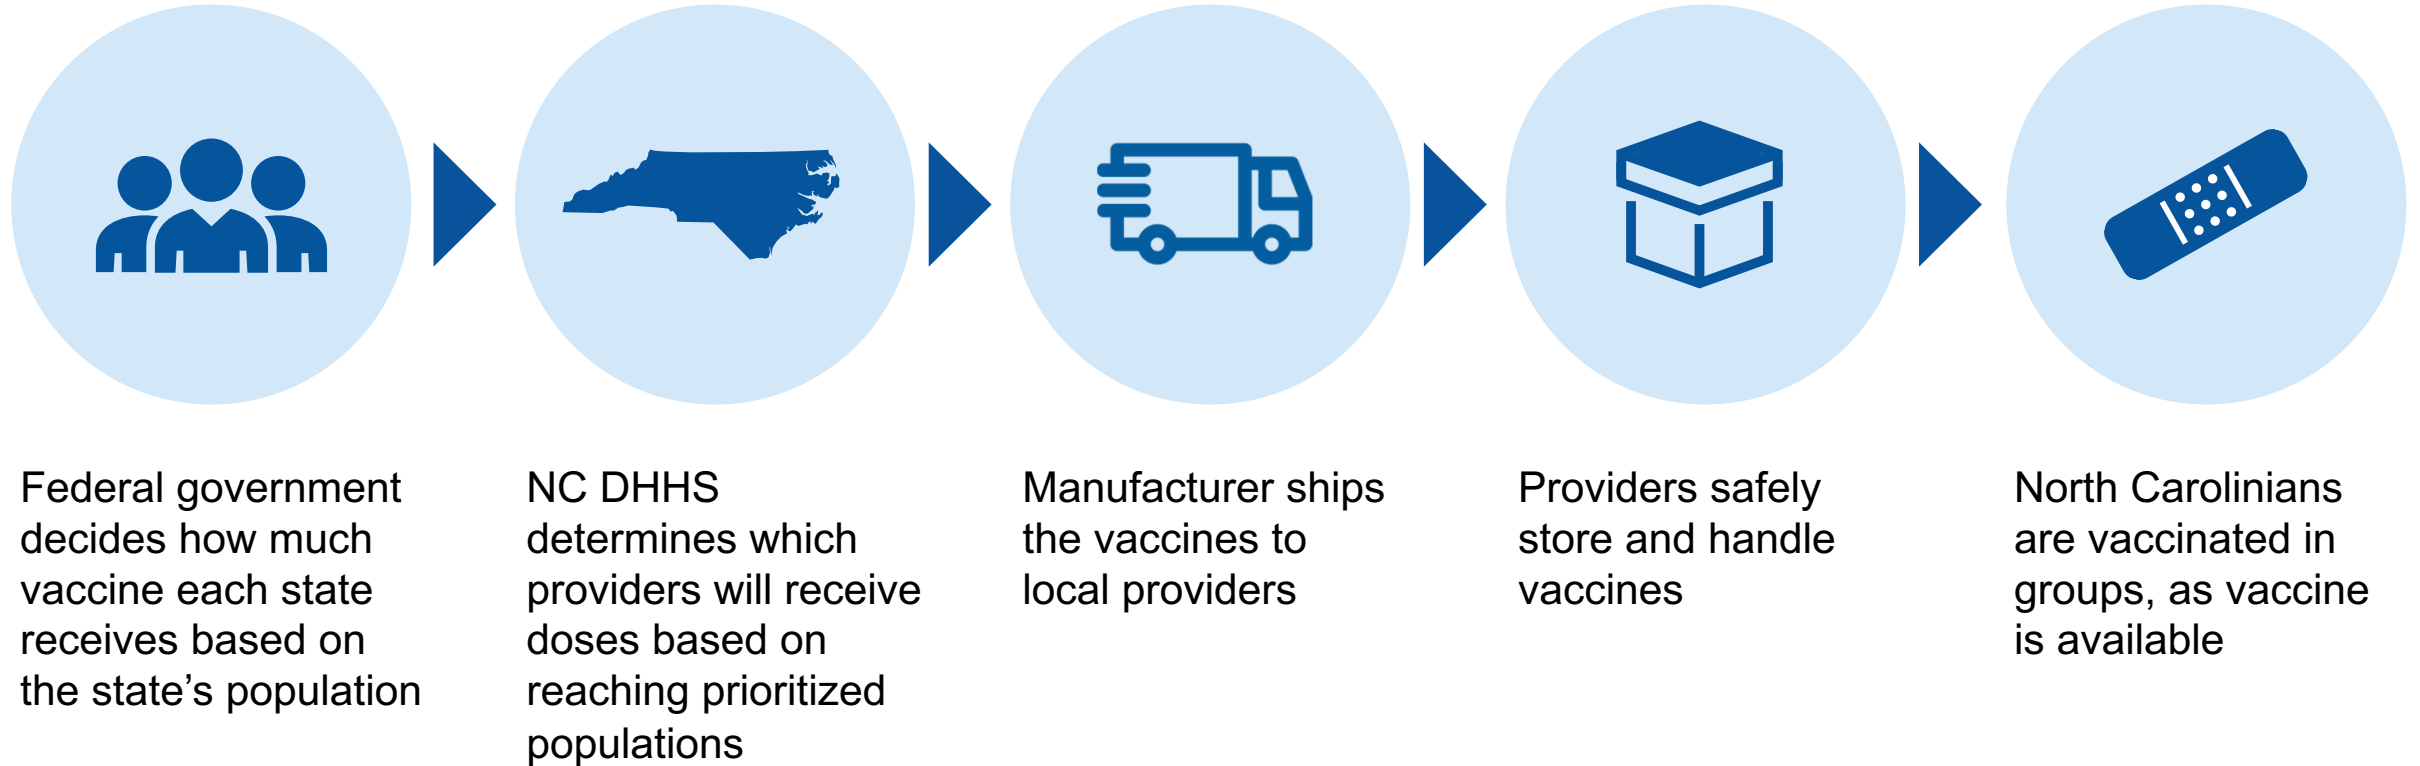 Federal government
decides how much
vaccine each state
receives based on
the state’s population
NC DHHS
determines which
providers will receive
doses based on
reaching prioritized
populations
Manufacturer ships
the vaccines to
local providers
Providers safely
store and handle
vaccines
North Carolinians
are vaccinated in
groups, as vaccine
is available